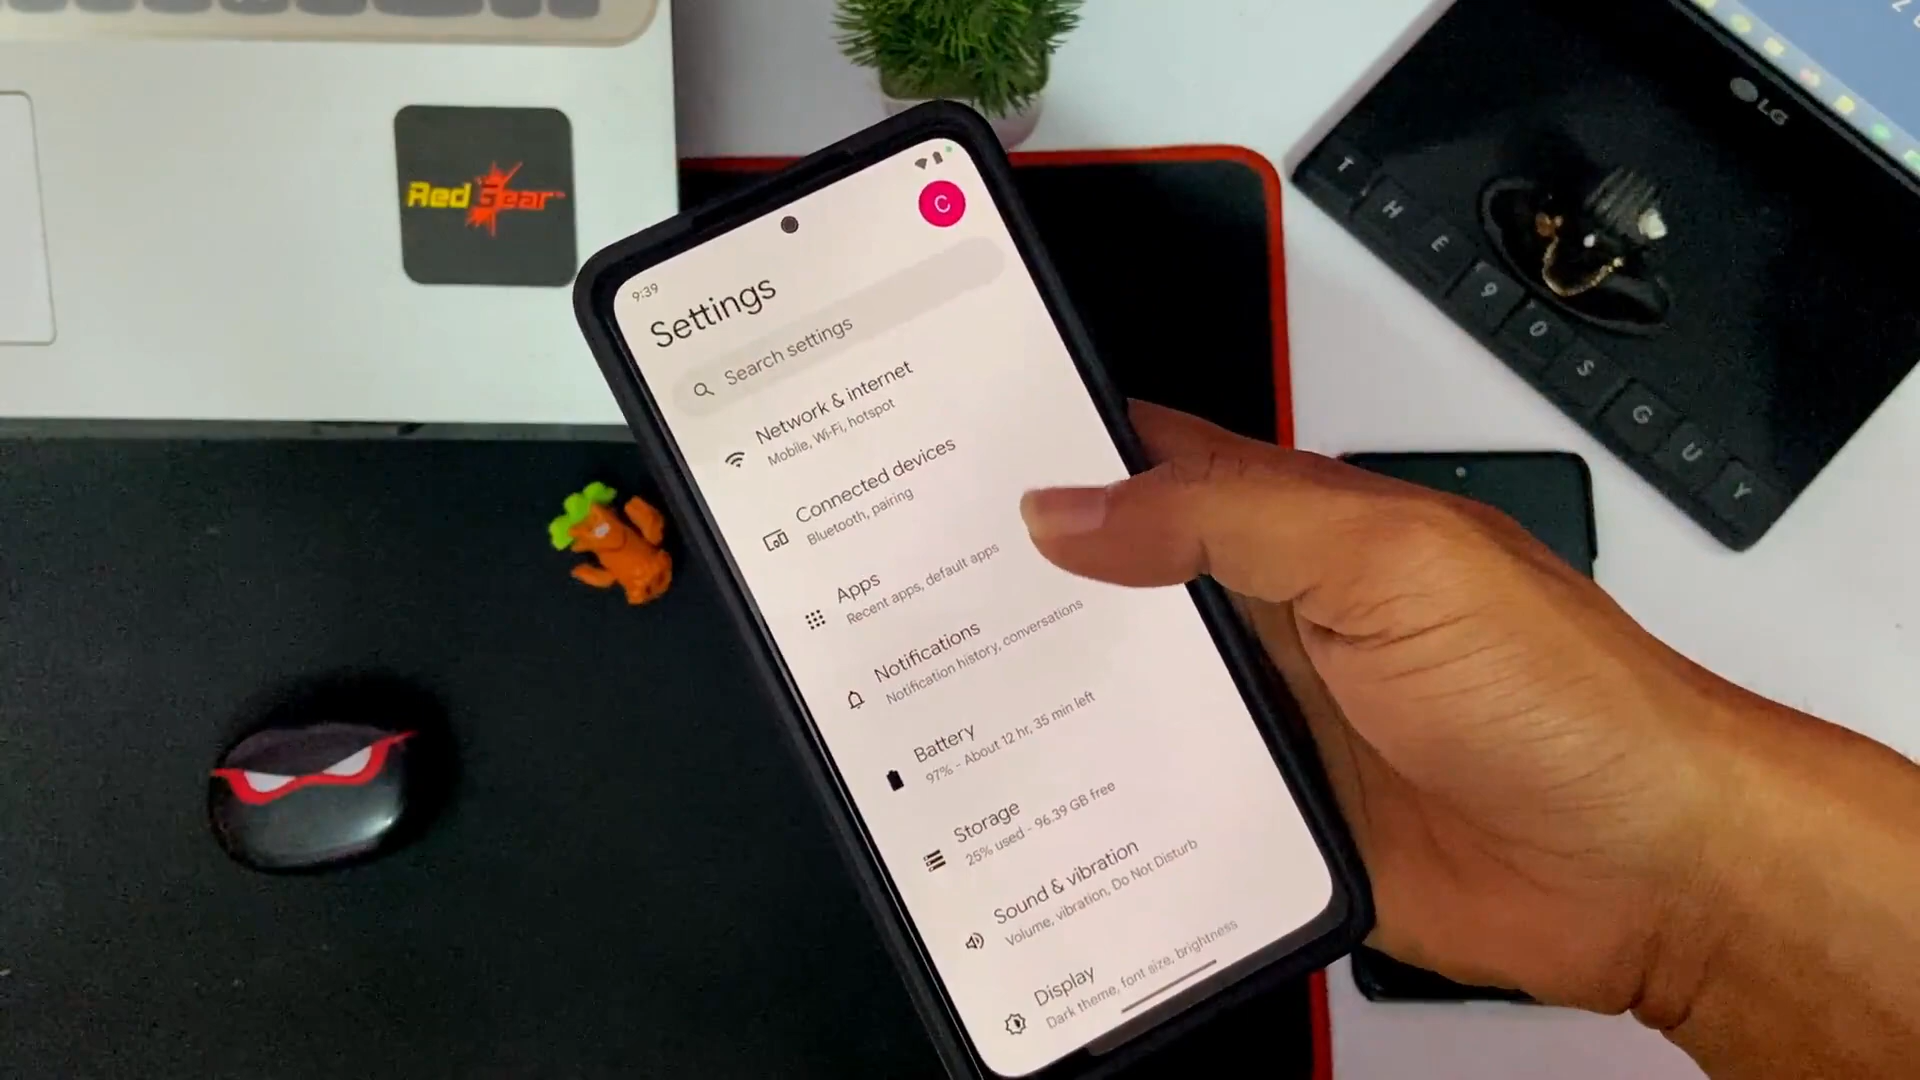 Red Gear
LG
T H E 9 0 S G U Y
C
9:39
Settings
Search settings
Network & internet
Mobile, Wi-Fi, hotspot
Connected devices
Bluetooth, pairing
Apps
Recent apps, default apps
Notifications
Notification history, conversations
Battery
97% - About 12 hr, 35 min left
Storage
25% used - 96.39 GB free
Sound & vibration
Volume, vibration, Do Not Disturb
Display
Dark theme, font size, brightness